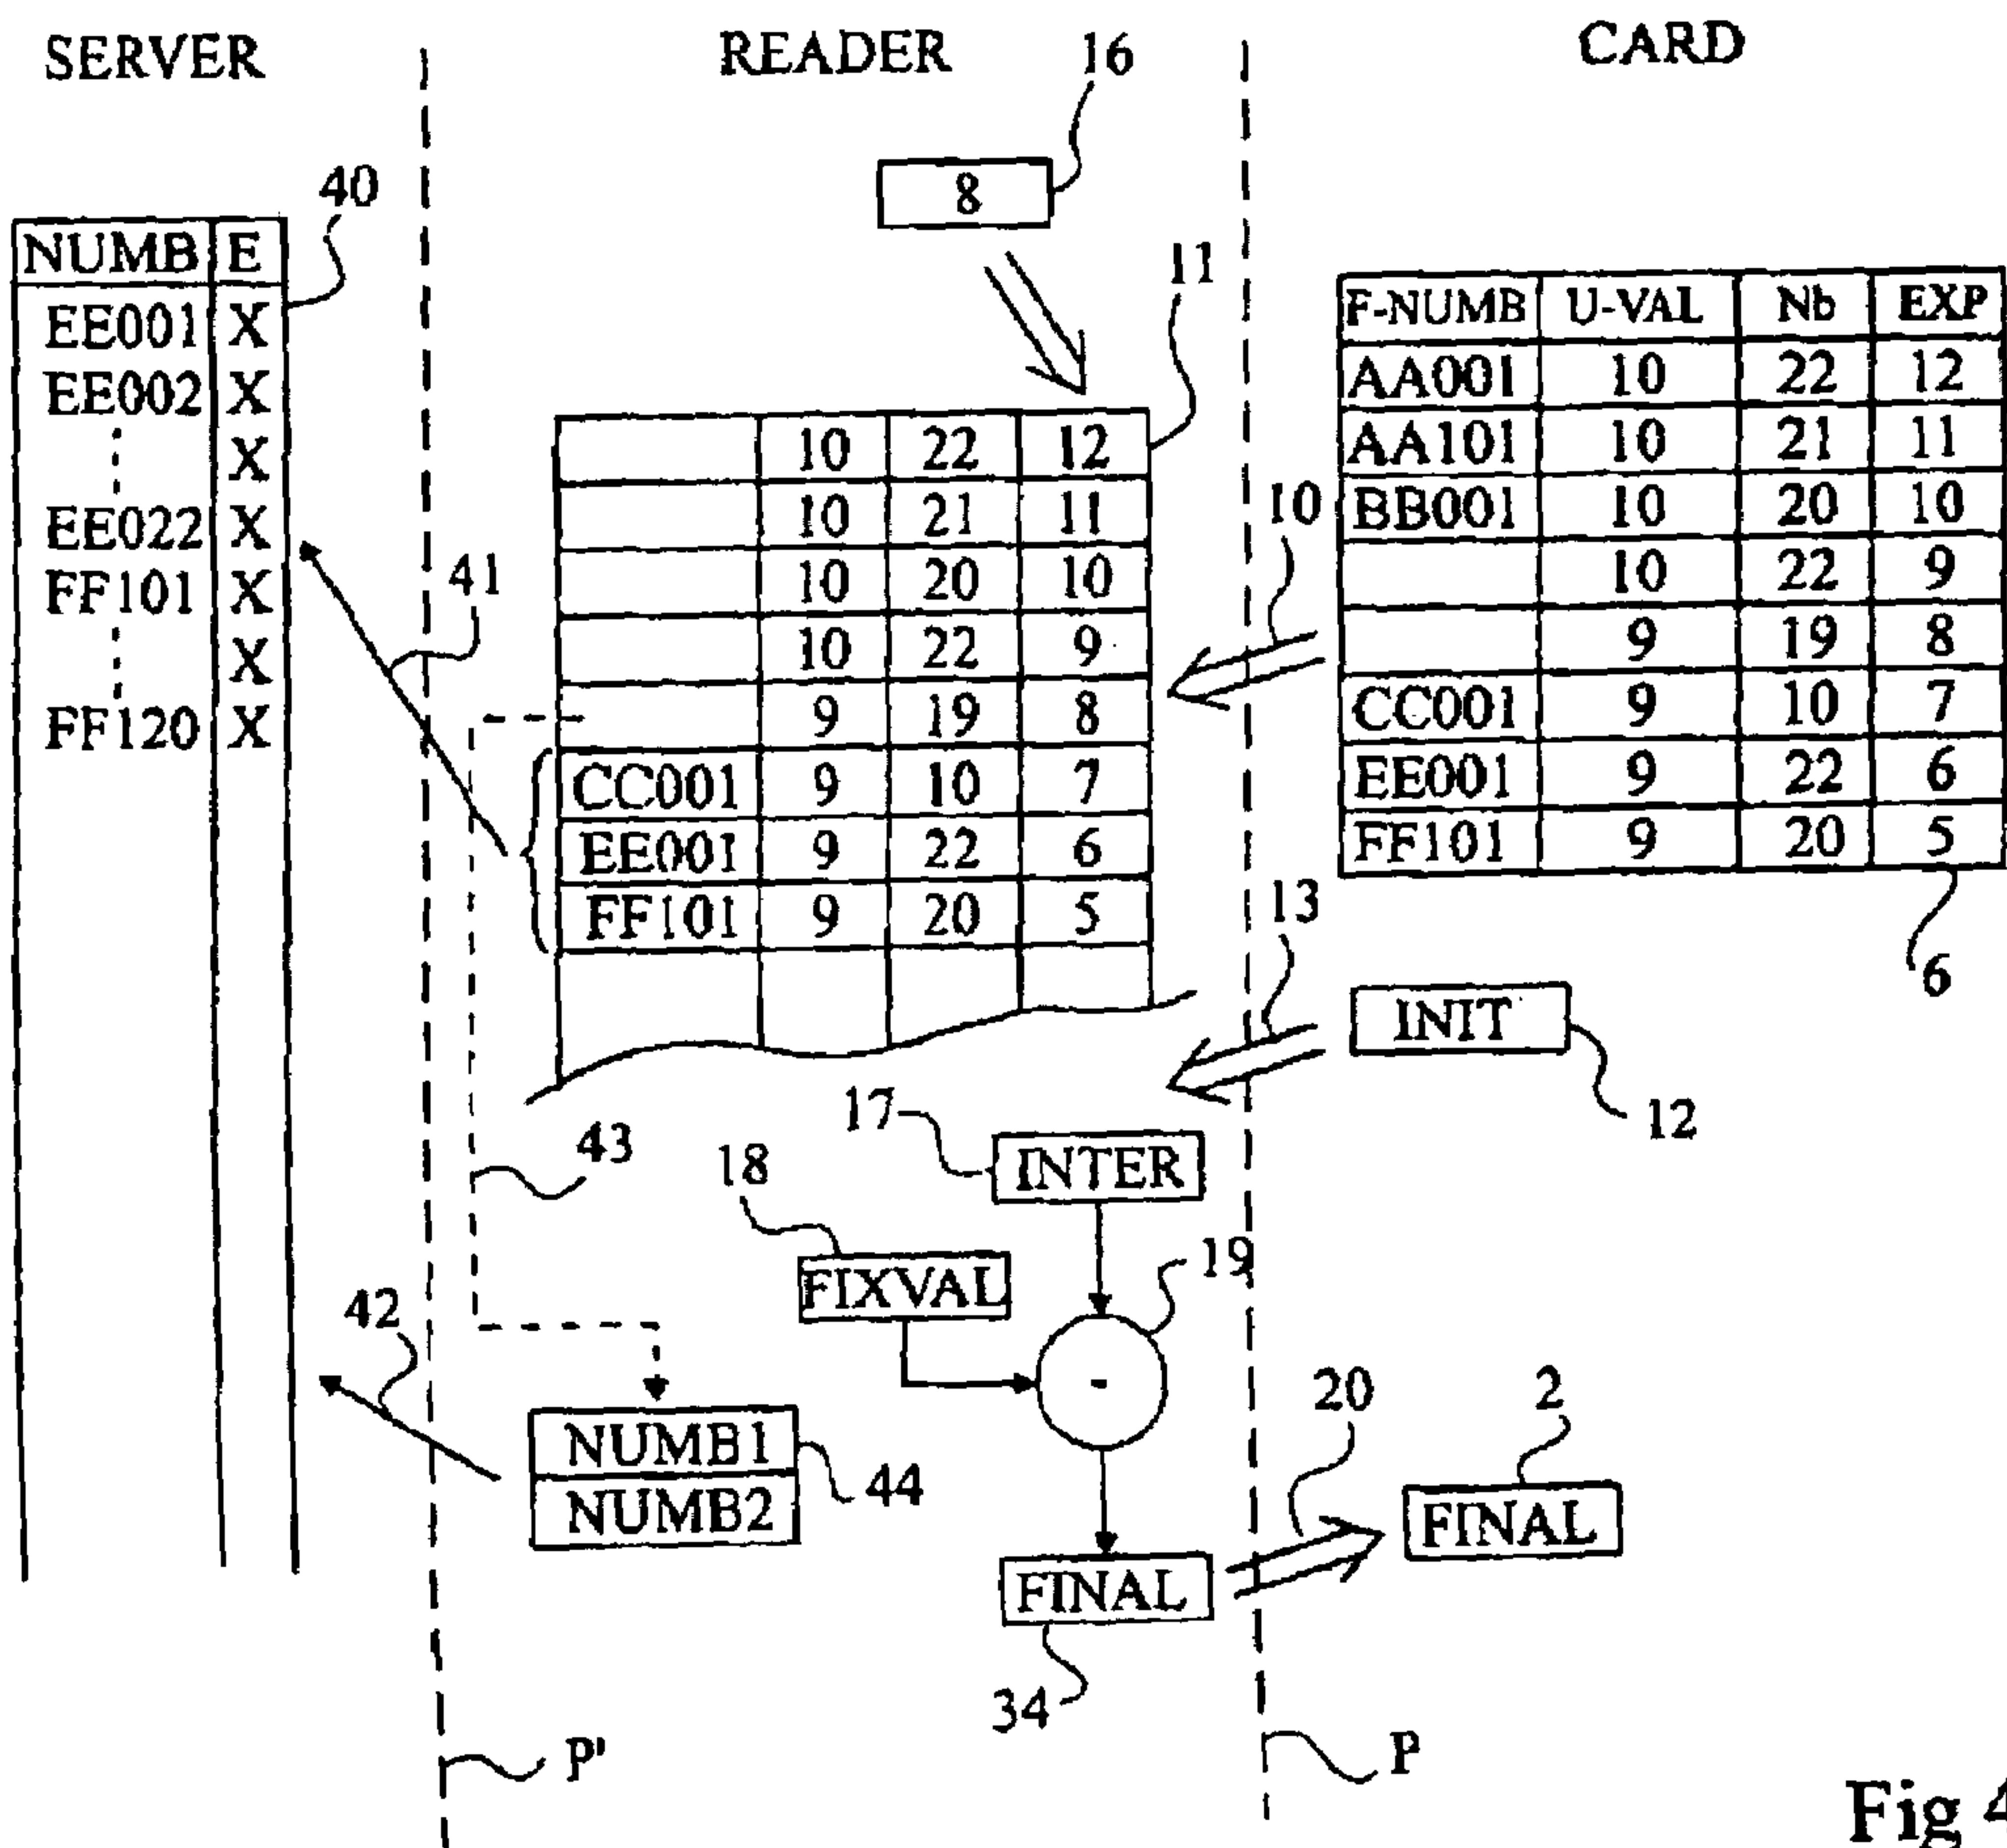 SERVER
READER
CARD
16
8
40
11
NUMB E
EE001 X
EE002 X
X
EE022 X
FF101 X
X
FF120 X
41
10 22 12
10 21 11
10 20 10
10 22 9
9 19 8
CC001 9 10 7
EE001 9 22 6
FF101 9 20 5
10
F-NUMB U-VAL Nb EXP
AA001 10 22 12
AA101 10 21 11
BB001 10 20 10
10 22 9
9 19 8
CC001 9 10 7
EE001 9 22 6
FF101 9 20 5
6
13
INIT
12
17
INTER
43
18
FIXVAL
19
-
42
NUMB1
NUMB2
44
20
2
FINAL
FINAL
34
P'
P
Fig 4